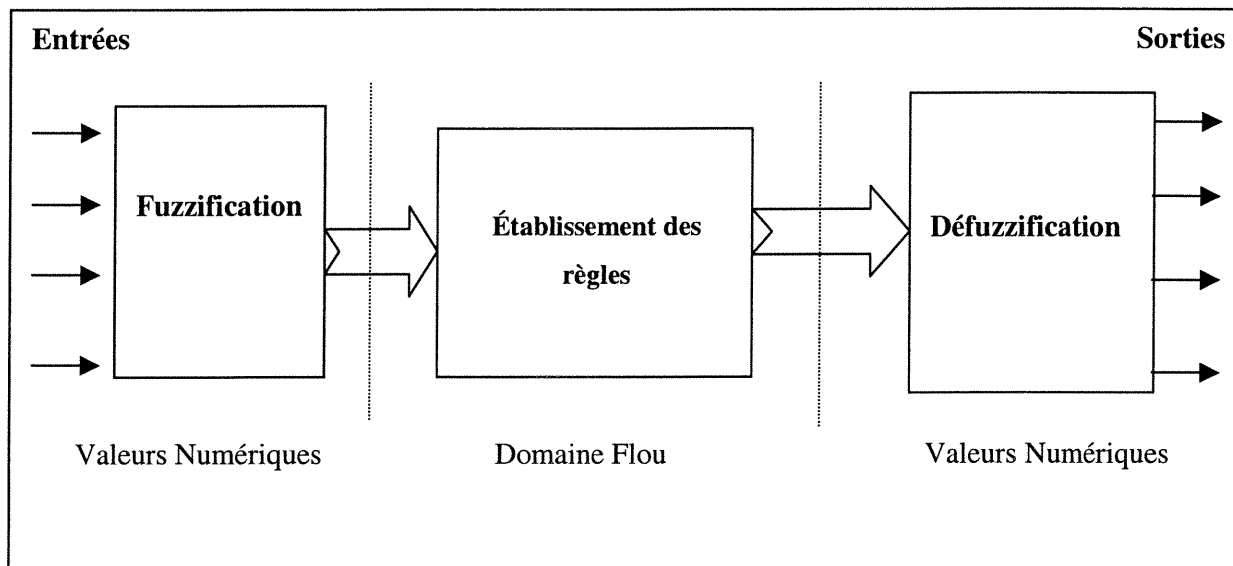 Entrées
Sorties
Fuzzification
Établissement des
règles
Défuzzification
Valeurs Numériques
Domaine Flou
Valeurs Numériques